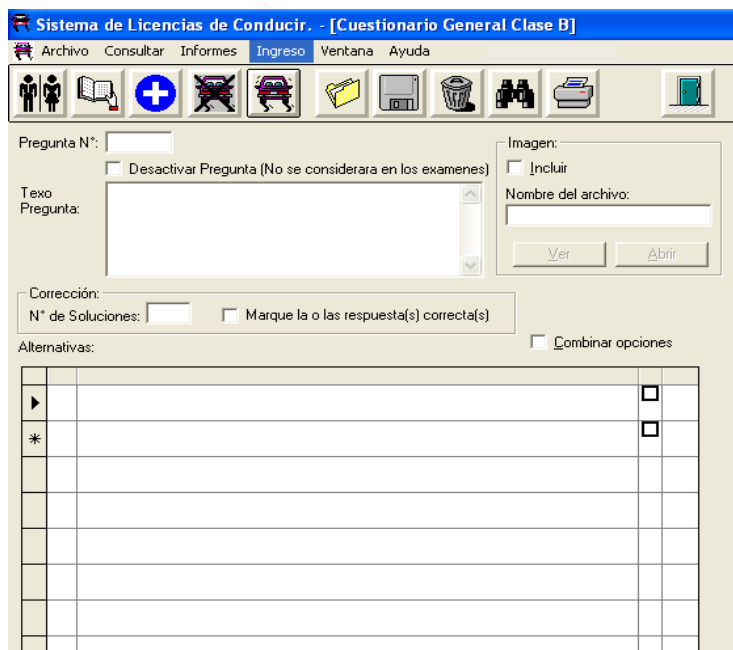 Sistema de Licencias de Conducir. - [Cuestionario General Clase B]
Archivo Consultar Informes Ingreso Ventana Ayuda
Pregunta N°:
Desactivar Pregunta (No se considerara en los examenes)
Texo
Pregunta:
Imagen:
Incluir
Nombre del archivo:
Ver Abrir
Corrección:
N° de Soluciones:
Marque la o las respuesta(s) correcta(s)
Combinar opciones
Alternativas: